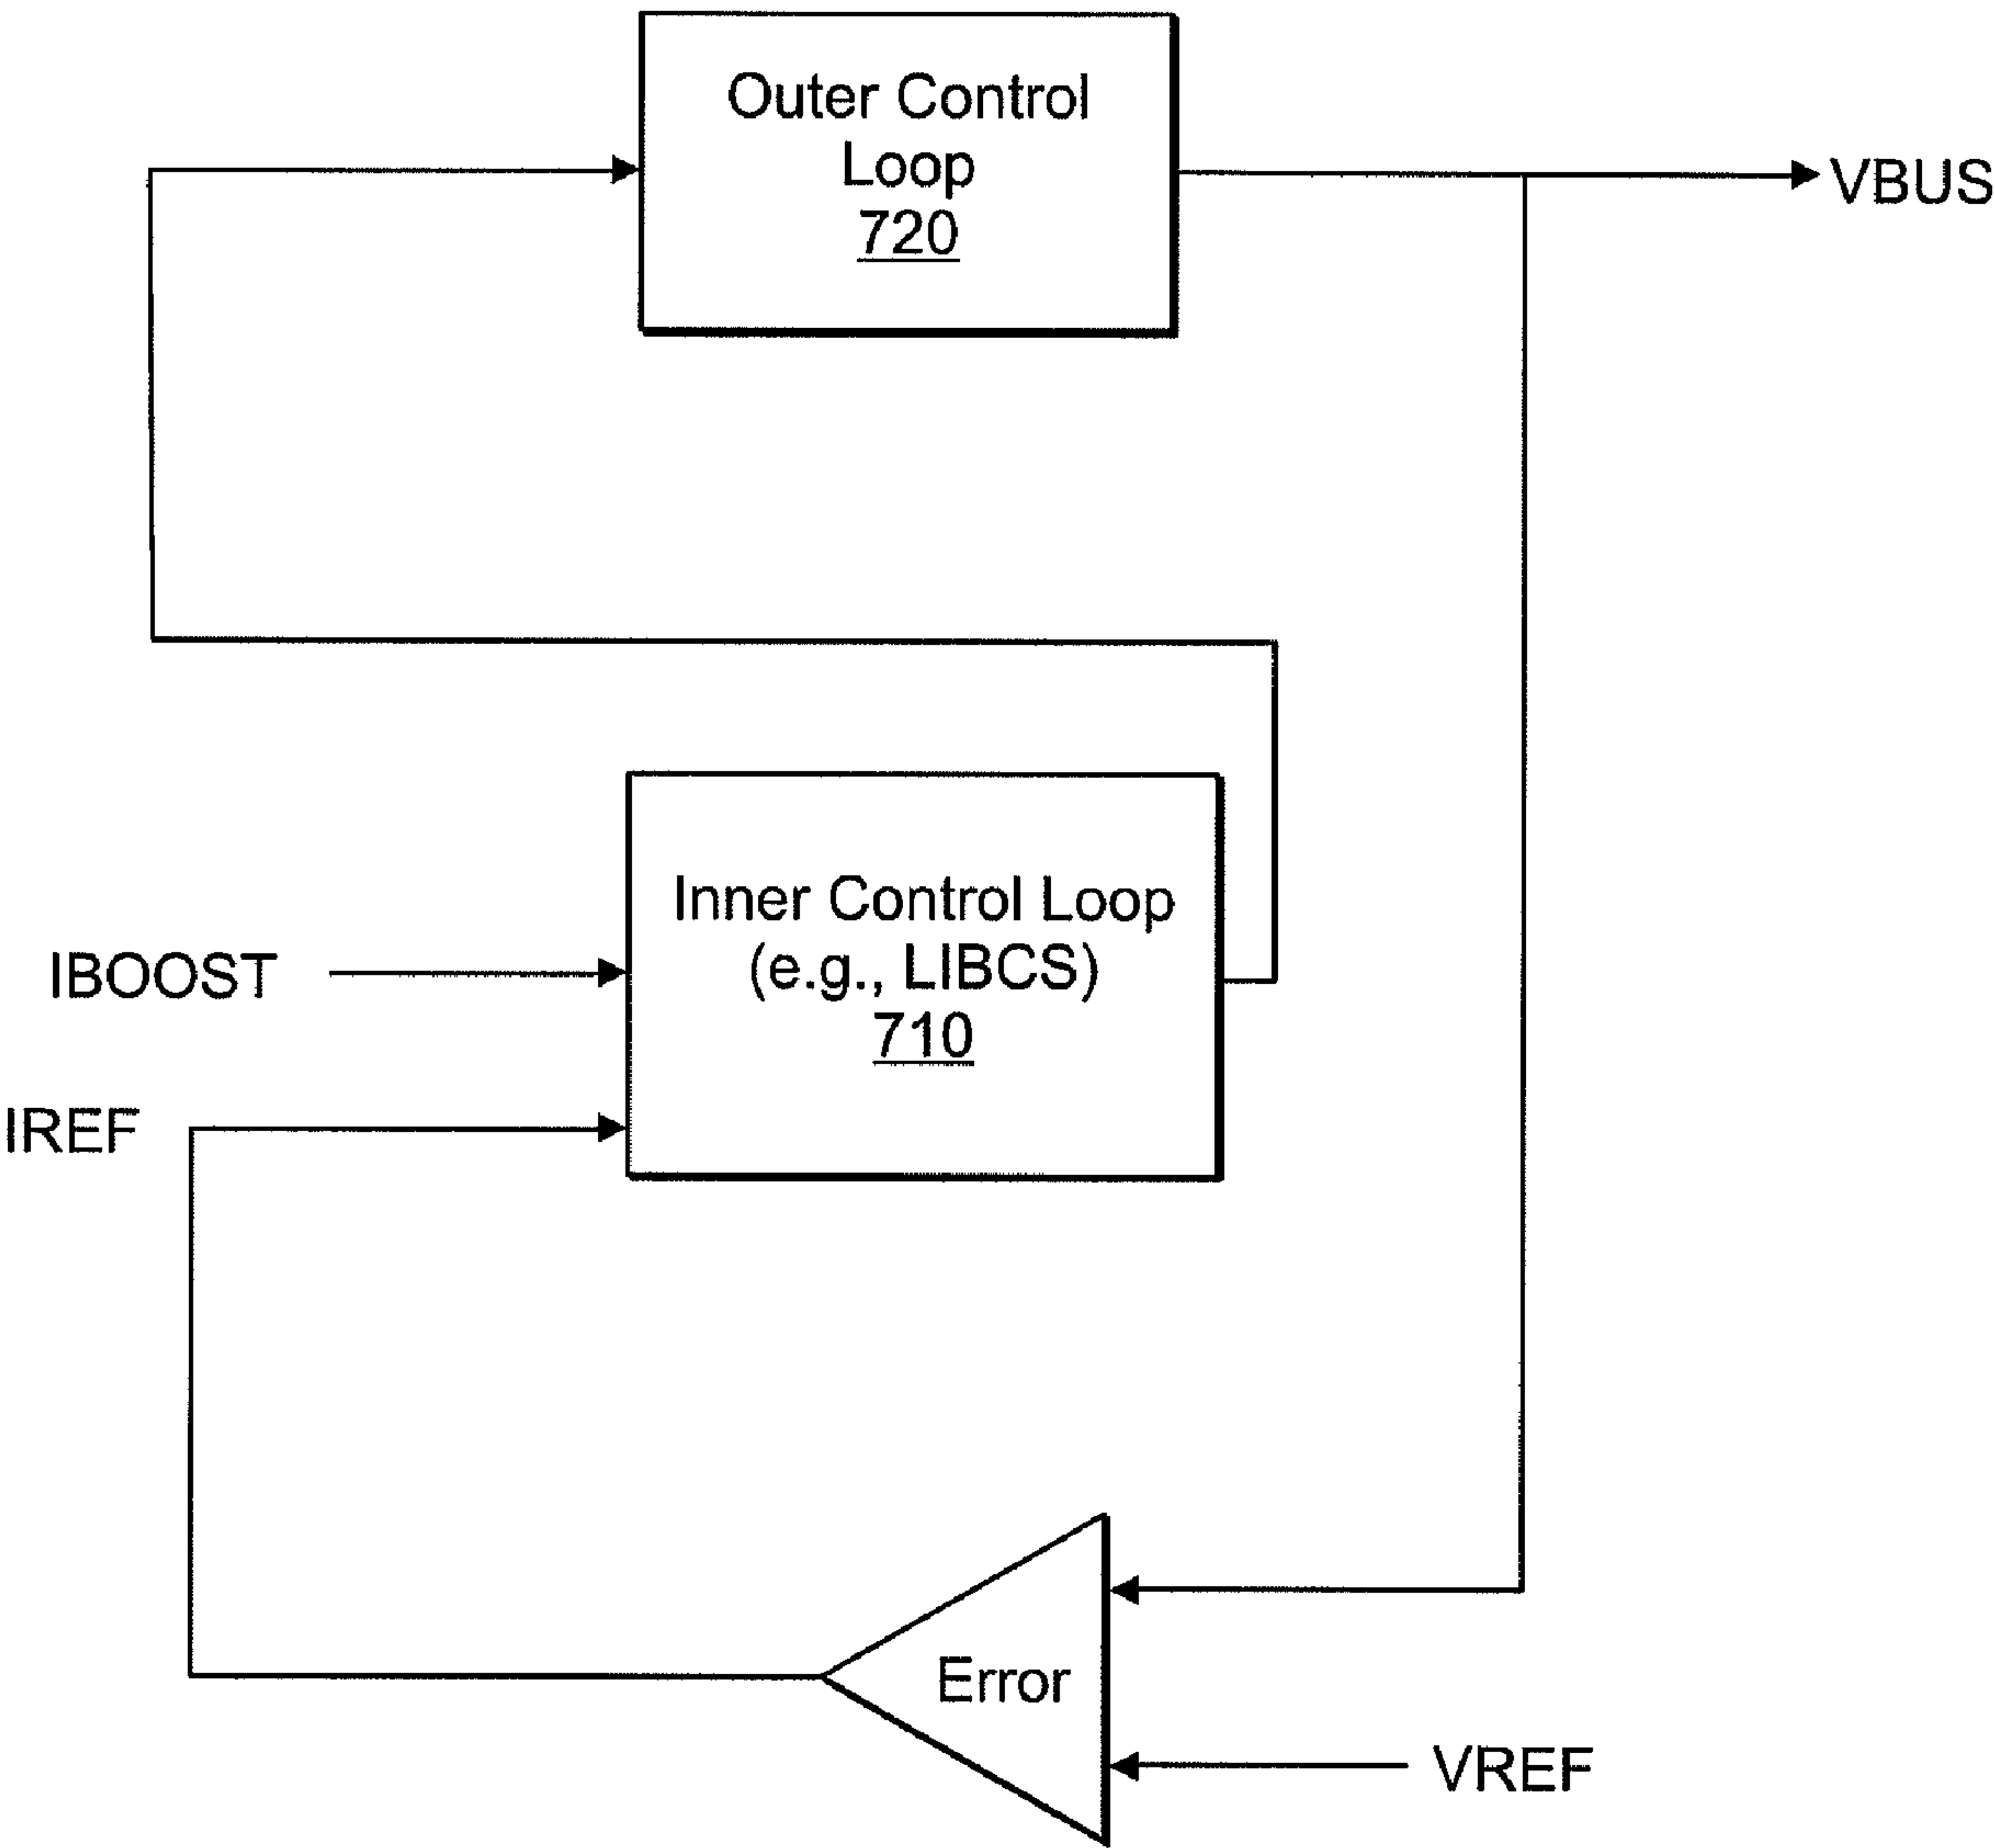 Outer Control
Loop
720
VBUS
Inner Control Loop
(e.g., LIBCS)
710
IBOOST
IREF
Error
VREF